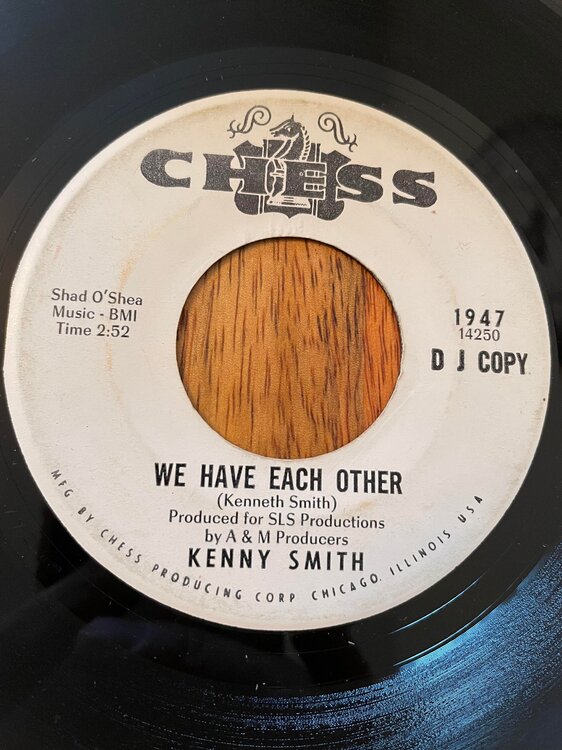 CHESS
Shad O'Shea
Music - BMI
Time 2:52
1947
14250
D J COPY
WE HAVE EACH OTHER
(Kenneth Smith)
Produced for SLS Productions
by A & M Producers
KENNY SMITH
MFG. BY CHESS PRODUCING CORP CHICAGO. ILLINOIS USA